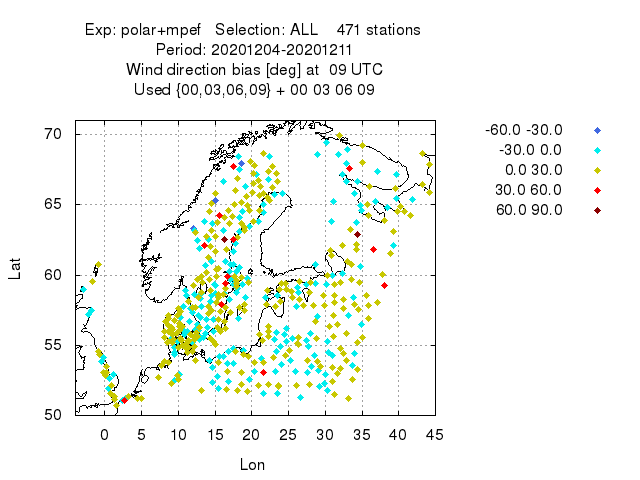 Exp: polar+mpef Selection: ALL 471 stations
Period: 20201204-20201211
Wind direction bias [deg] at 09 UTC
Used {00,03,06,09} + 00 03 06 09
-60.0 -30.0
-30.0 0.0
0.0 30.0
30.0 60.0
60.0 90.0
70
65
60
55
50
Lat
0 5 10 15 20 25 30 35 40 45
Lon